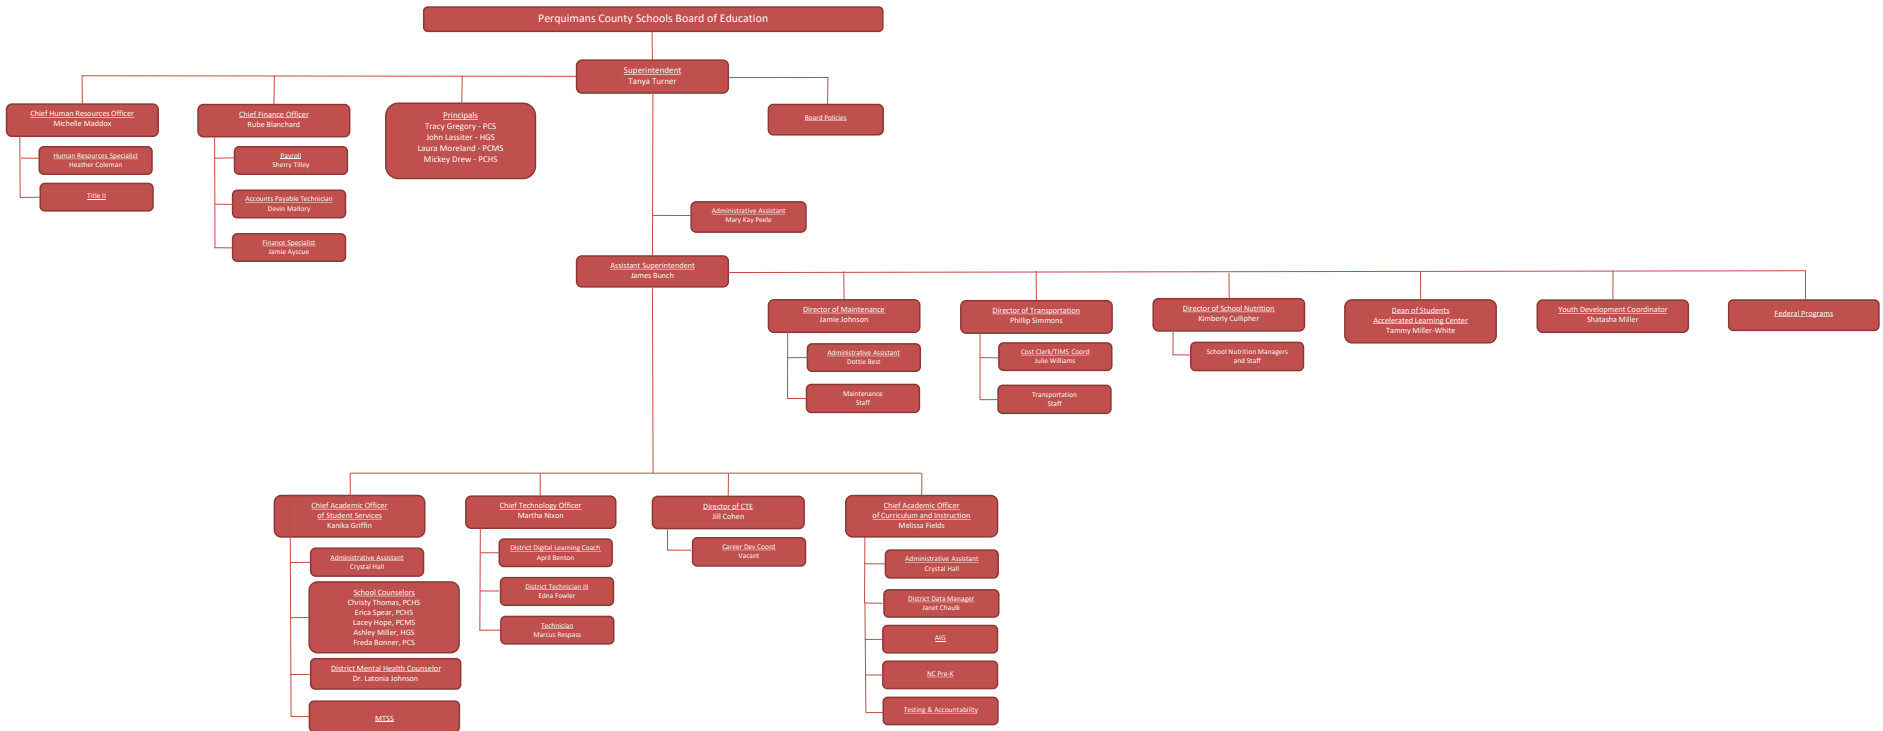 Perquimans County Schools Board of Education
Superintendent
Tanya Turner
Chief Human Resources Officer
Michelle Maddox
Human Resources Specialist
Heather Coleman
Title II
Chief Finance Officer
Rube Blanchard
Payroll
Sherry Tilley
Accounts Payable Technician
Devin Mallory
Finance Specialist
Jamie Ayscue
Principals
Tracy Gregory - PCS
John Lassiter - HGS
Laura Moreland - PCMS
Mickey Drew - PCHS
Board Policies
Administrative Assistant
Mary Kay Peele
Assistant Superintendent
James Bunch
Director of Maintenance
Jamie Johnson
Administrative Assistant
Dottie Best
Maintenance
Staff
Director of Transportation
Phillip Simmons
Cost Clerk/TIMS Coord
Julie Williams
Transportation
Staff
Director of School Nutrition
Kimberly Cullipher
School Nutrition Managers
and Staff
Dean of Students
Accelerated Learning Center
Tammy Miller-White
Youth Development Coordinator
Shatasha Miller
Federal Programs
Chief Academic Officer
of Student Services
Kanika Griffin
Administrative Assistant
Crystal Hall
School Counselors
Christy Thomas, PCHS
Erica Spear, PCHS
Lacey Hope, PCMS
Ashley Miller, HGS
Freda Bonner, PCS
District Mental Health Counselor
Dr. Latonia Johnson
MTSS
Chief Technology Officer
Martha Nixon
District Digital Learning Coach
April Benton
District Technician III
Edna Fowler
Technician
Marcus Respass
Director of CTE
Jill Cohen
Career Dev Coord
Vacant
Chief Academic Officer
of Curriculum and Instruction
Melissa Fields
Administrative Assistant
Crystal Hall
District Data Manager
Janet Chaulk
AIG
NC Pre-K
Testing & Accountability